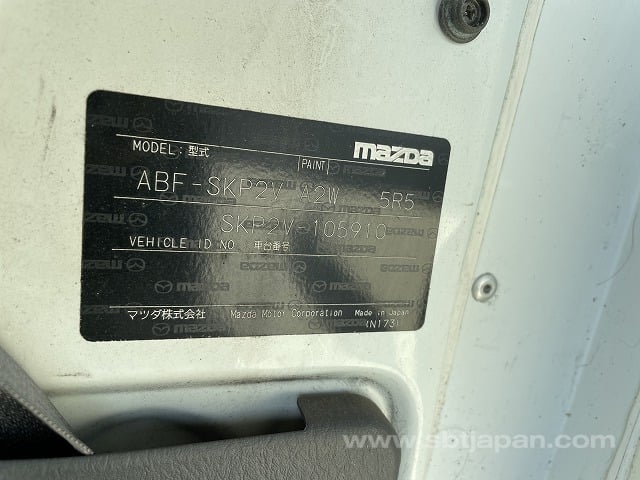 MODEL: 型式 PAINT mazda
ABF-SKP2V A2W 5R5
SKP2V-105910
VEHICLE ID NO 車台番号
マツダ株式会社 Mazda Motor Corporation Made in Japan
(N173)
www.sbtjapan.com